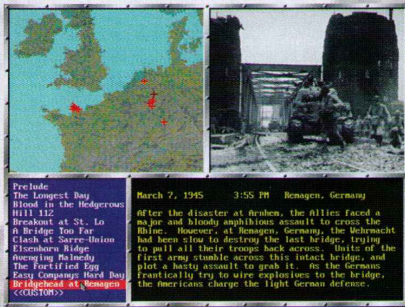 Prelude
The Longest Day
Blood in the Hedgerows
Hill 112
Breakout at St. Lo
A Bridge Too Far
Clash at Sarre-Union
Elsenborn Ridge
Avenging Malmedy
The Fortified Egg
Easy Companys Hard Day
Bridgehead at Remagen
<<CUSTOM>>
March 7, 1945 3:55 PM Remagen, Germany
After the disaster at Arnhem, the Allies faced a
major and bloody amphibious assault to cross the
Rhine. However, at Remagen, Germany, the Wehrmacht
had been slow to destroy the last bridge, trying
to pull all their troops back across. Units of the
first army stumble across this intact bridge, and
plot a hasty assault to grab it. As the Germans
frantically try to wire explosives to the bridge,
the Americans charge the light German defense.